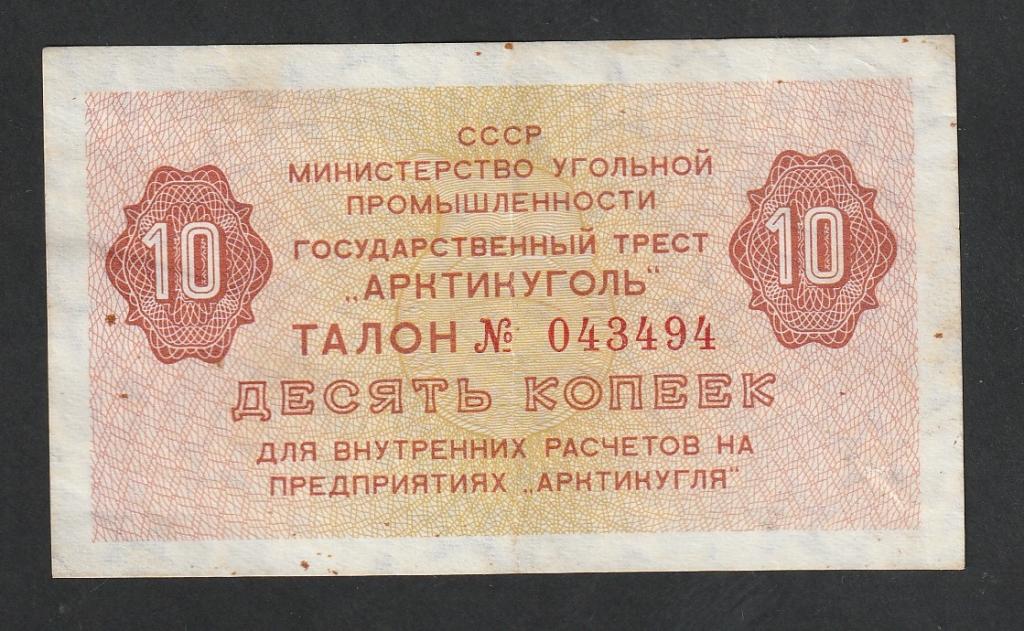 СССР
МИНИСТЕРСТВО УГОЛЬНОЙ
ПРОМЫШЛЕННОСТИ
ГОСУДАРСТВЕННЫЙ ТРЕСТ
„АРКТИКУГОЛЬ“
10 10
ТАЛОН № 043494
ДЕСЯТЬ КОПЕЕК
ДЛЯ ВНУТРЕННИХ РАСЧЕТОВ НА
ПРЕДПРИЯТИЯХ „АРКТИКУГЛЯ“